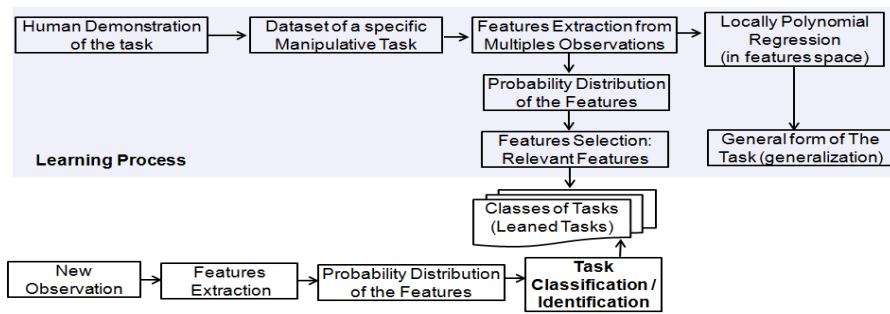 Human Demonstration
of the task
Dataset of a specific
Manipulative Task
Features Extraction from
Multiples Observations
Locally Polynomial
Regression
(in features space)
Probability Distribution
of the Features
Features Selection:
Relevant Features
General form of The
Task (generalization)
Learning Process
Classes of Tasks
(Leaned Tasks)
New
Observation
Features
Extraction
Probability Distribution
of the Features
Task
Classification /
Identification